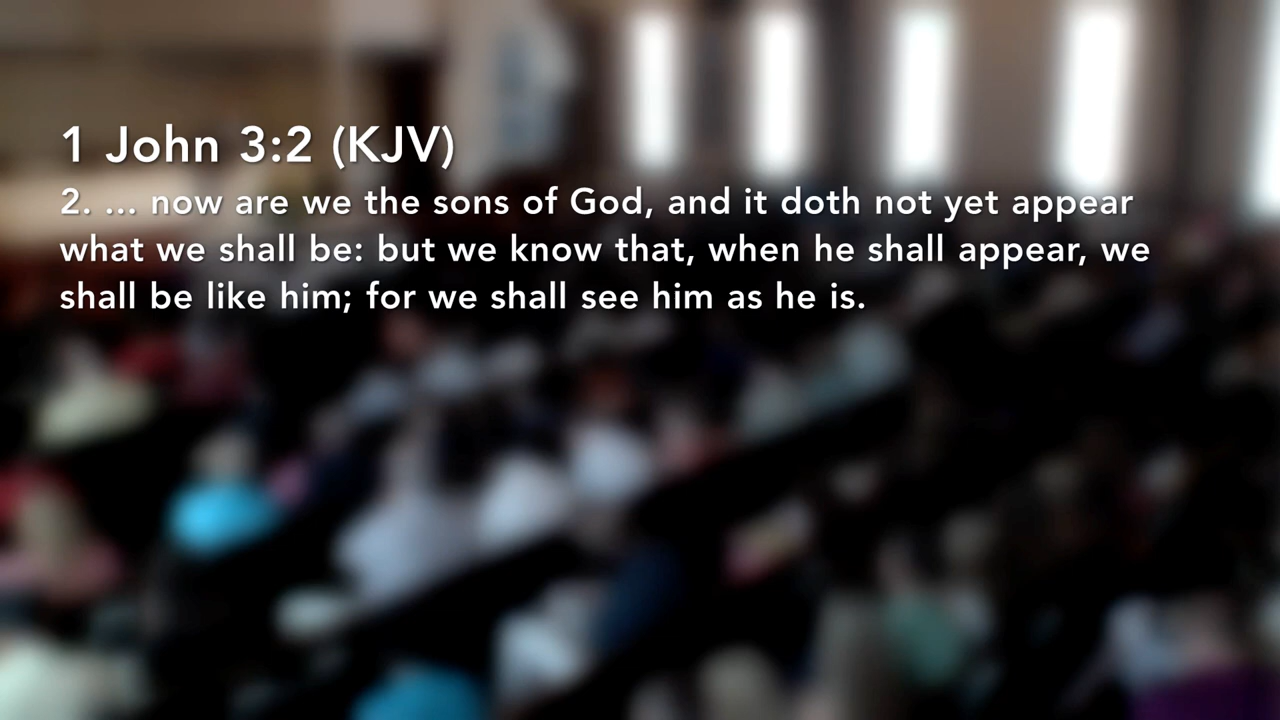 1 John 3:2 (KJV)
2. ... now are we the sons of God, and it doth not yet appear
what we shall be: but we know that, when he shall appear, we
shall be like him; for we shall see him as he is.